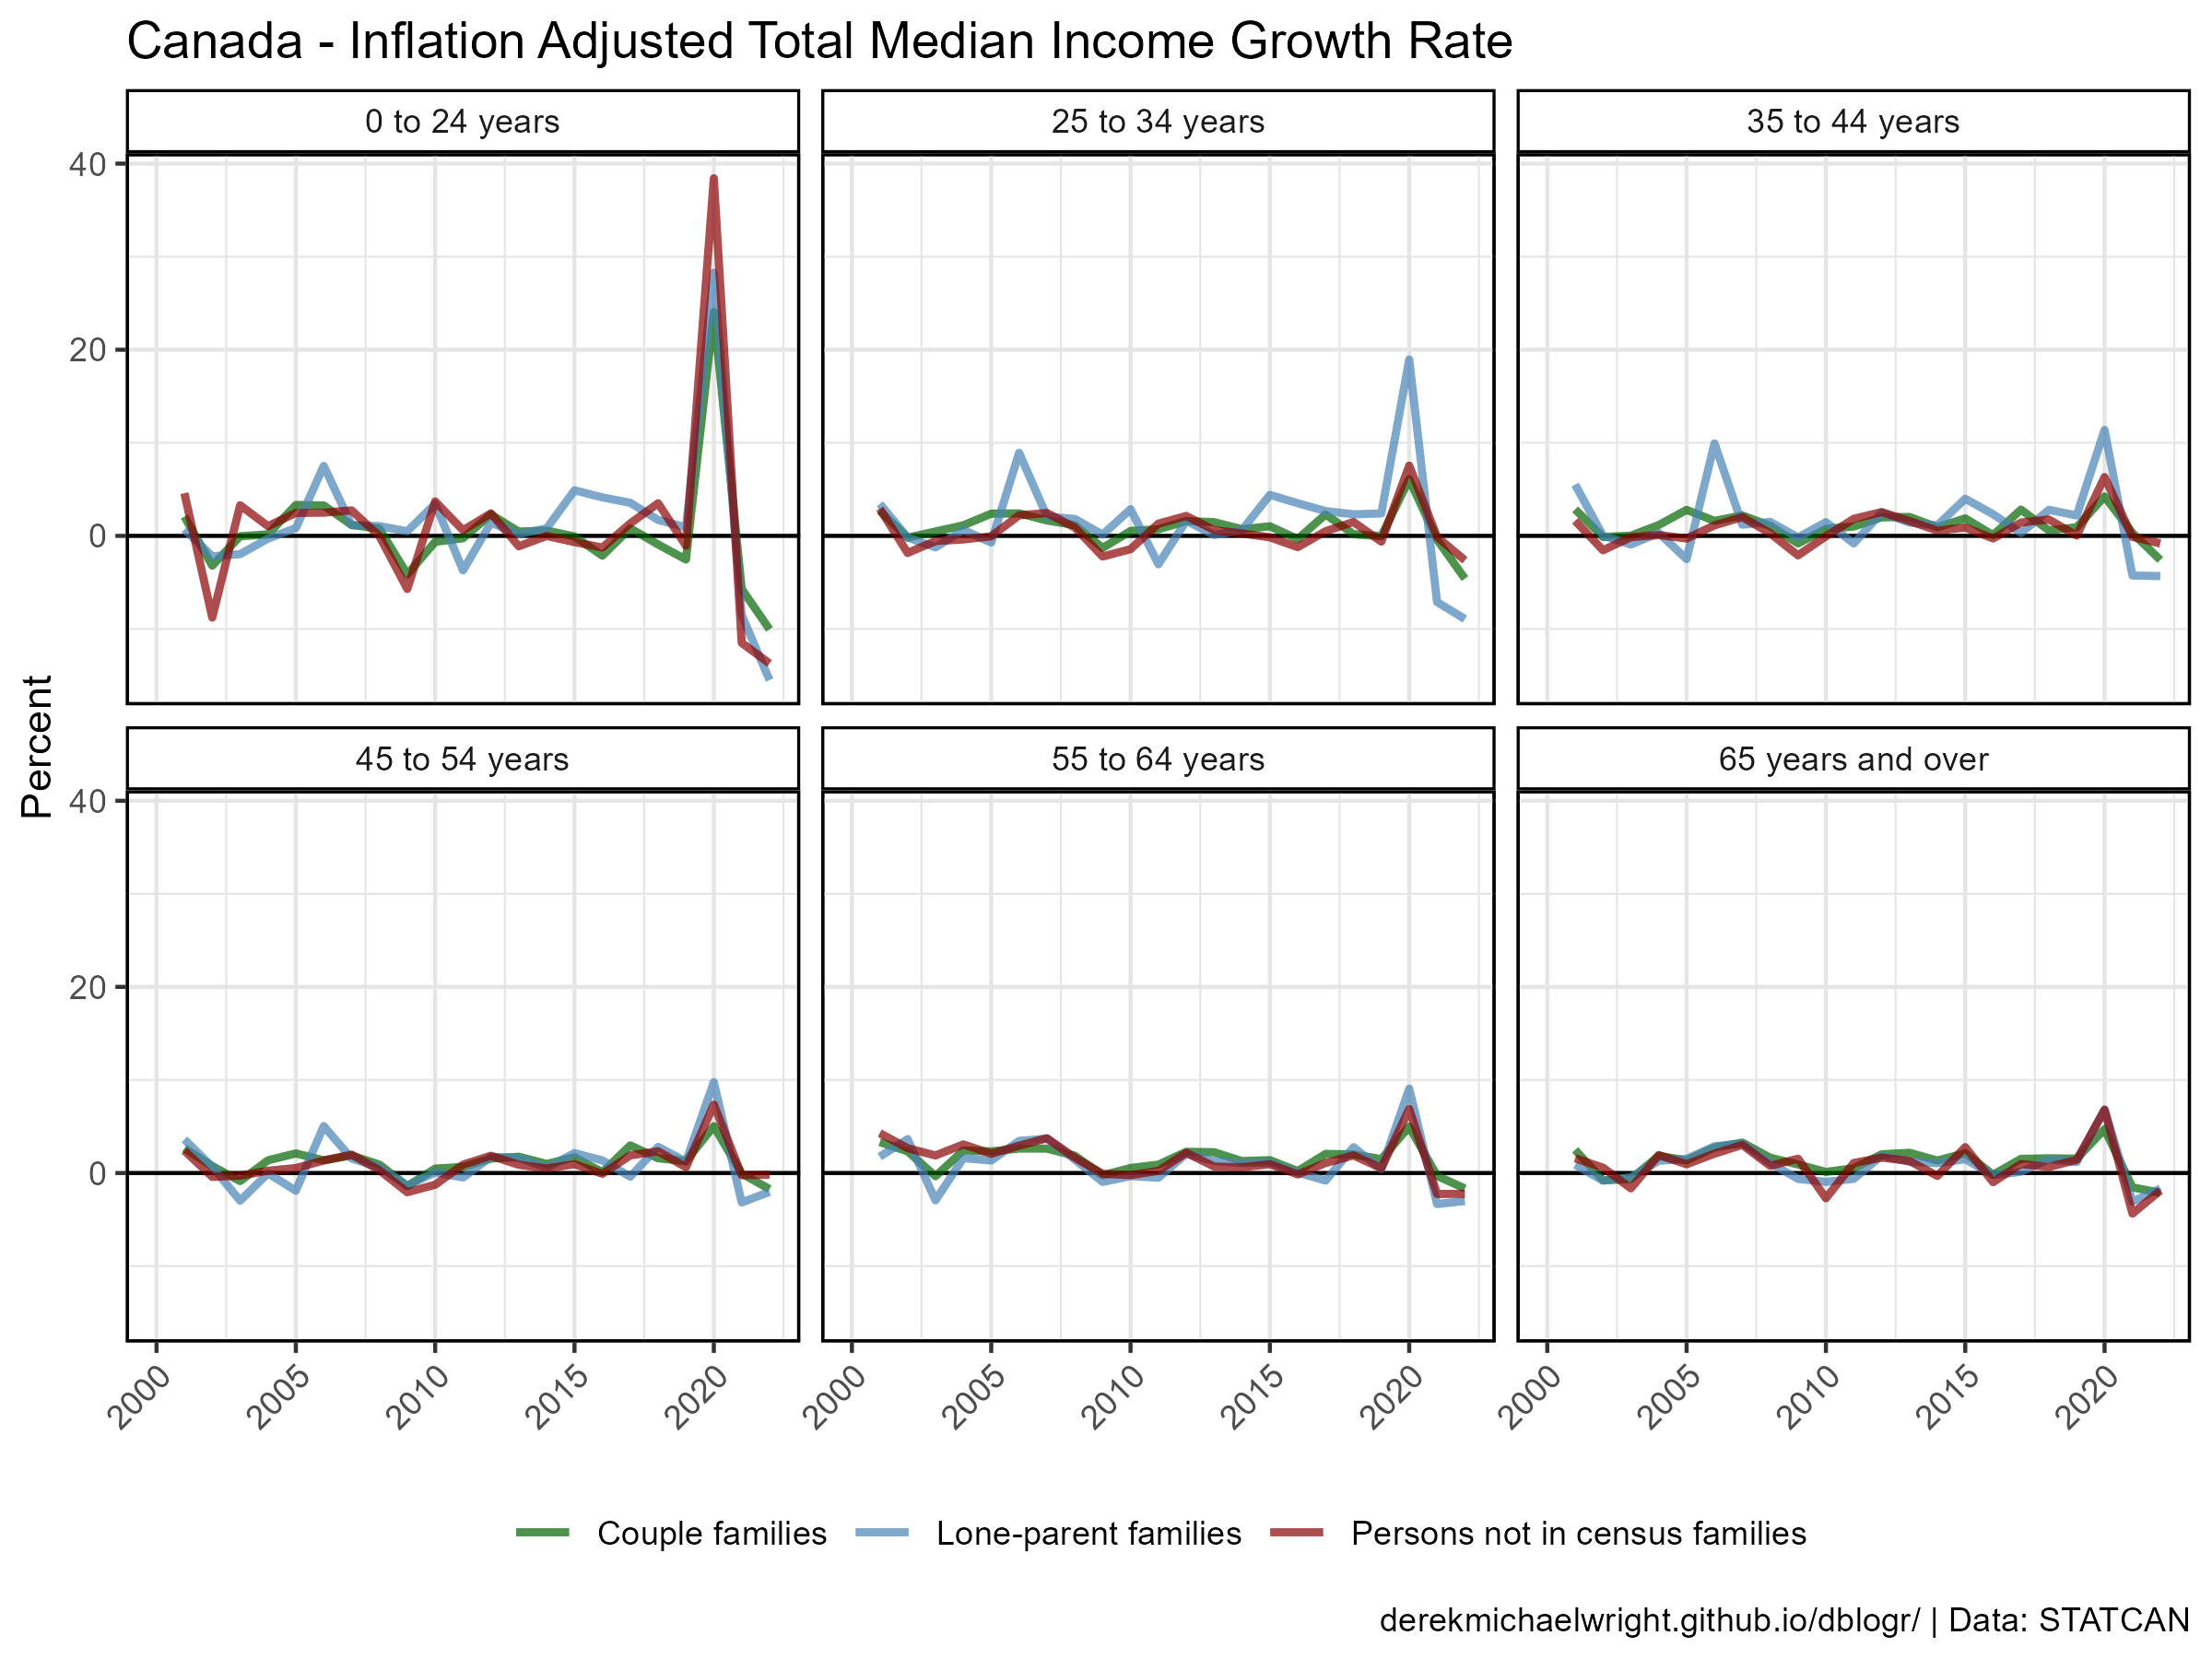 Canada - Inflation Adjusted Total Median Income Growth Rate
0 to 24 years
25 to 34 years
35 to 44 years
40
20
0
Percent
45 to 54 years
55 to 64 years
65 years and over
40
20
0
2000 2005 2010 2015 2020 2000 2005 2010 2015 2020 2000 2005 2010 2015 2020
Couple families Lone-parent families Persons not in census families
derekmichaelwright.github.io/dblogr/ | Data: STATCAN